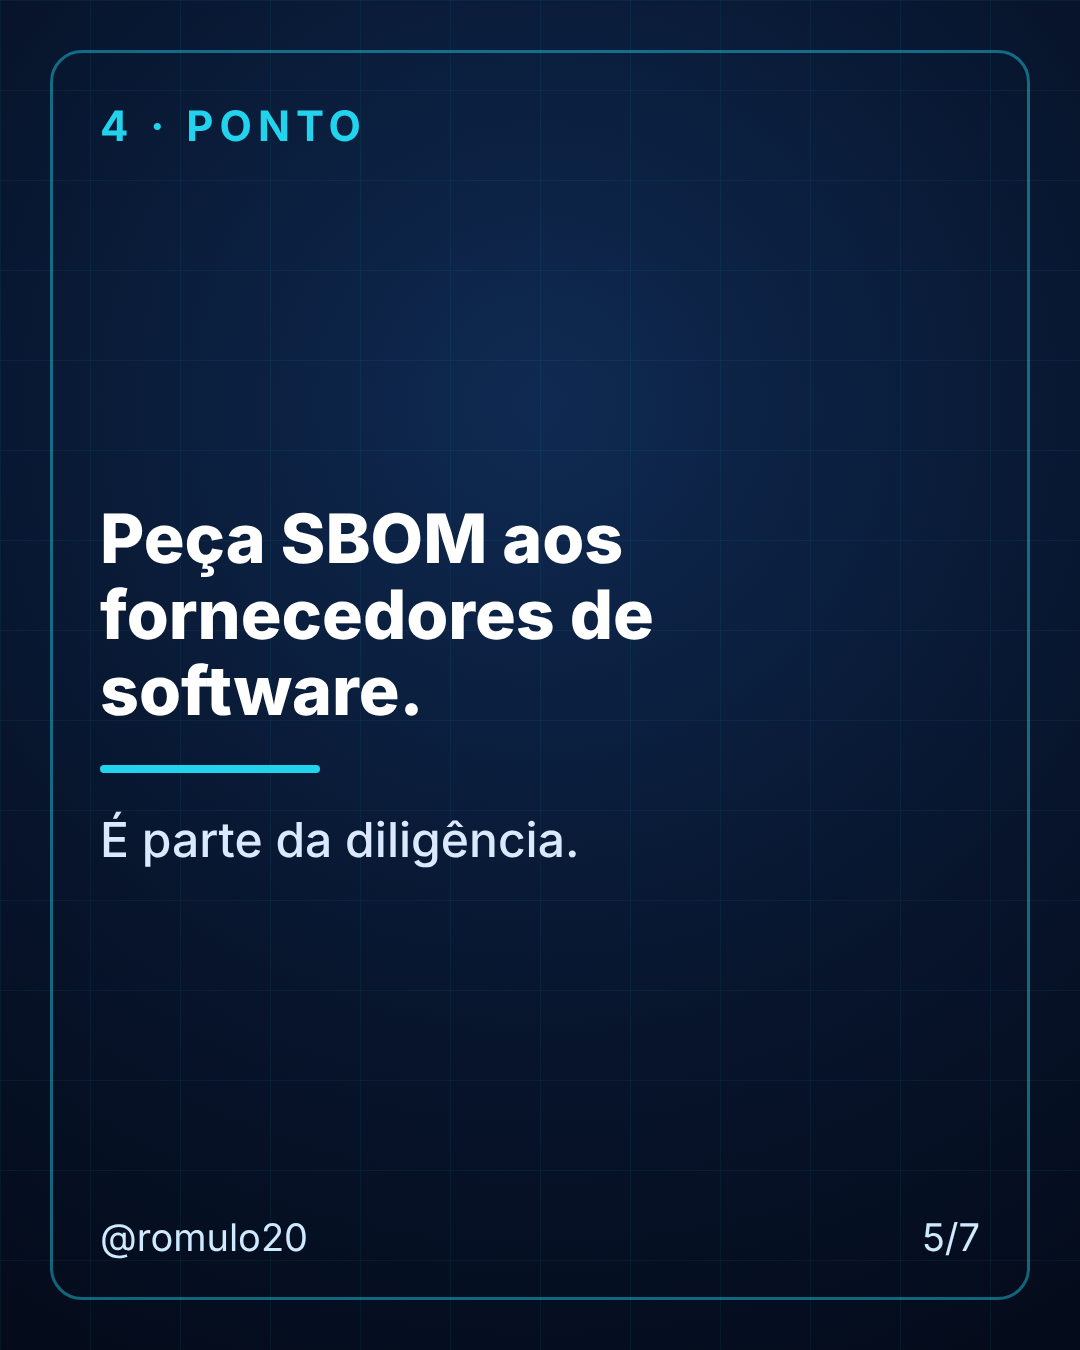 4 · PONTO
Peça SBOM aos
fornecedores de
software.
É parte da diligência.
@romulo20
5/7